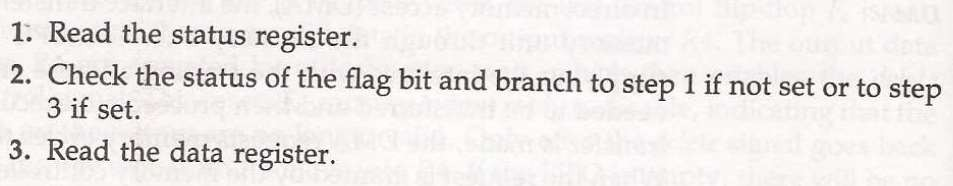 1. Read the status register.
2. Check the status of the flag bit and branch to step 1 if not set or to step
3 if set.
3. Read the data register.